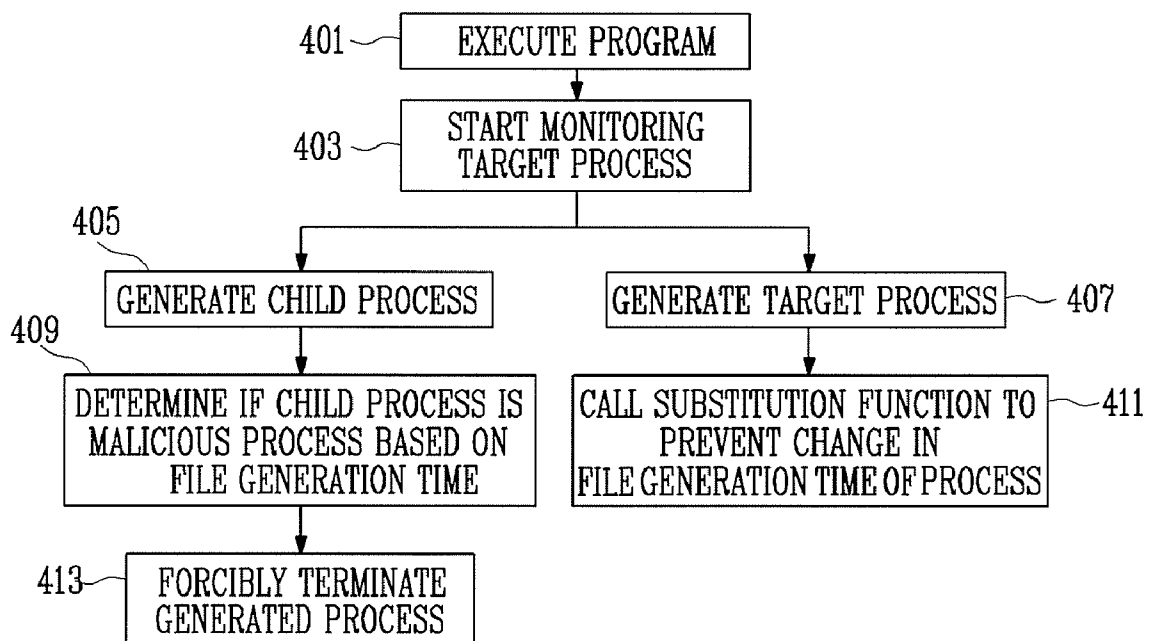 401
EXECUTE PROGRAM
403
START MONITORING
TARGET PROCESS
405
GENERATE CHILD PROCESS
GENERATE TARGET PROCESS
407
409
DETERMINE IF CHILD PROCESS IS
MALICIOUS PROCESS BASED ON
FILE GENERATION TIME
CALL SUBSTITUTION FUNCTION TO
PREVENT CHANGE IN
FILE GENERATION TIME OF PROCESS
411
413
FORCIBLY TERMINATE
GENERATED PROCESS